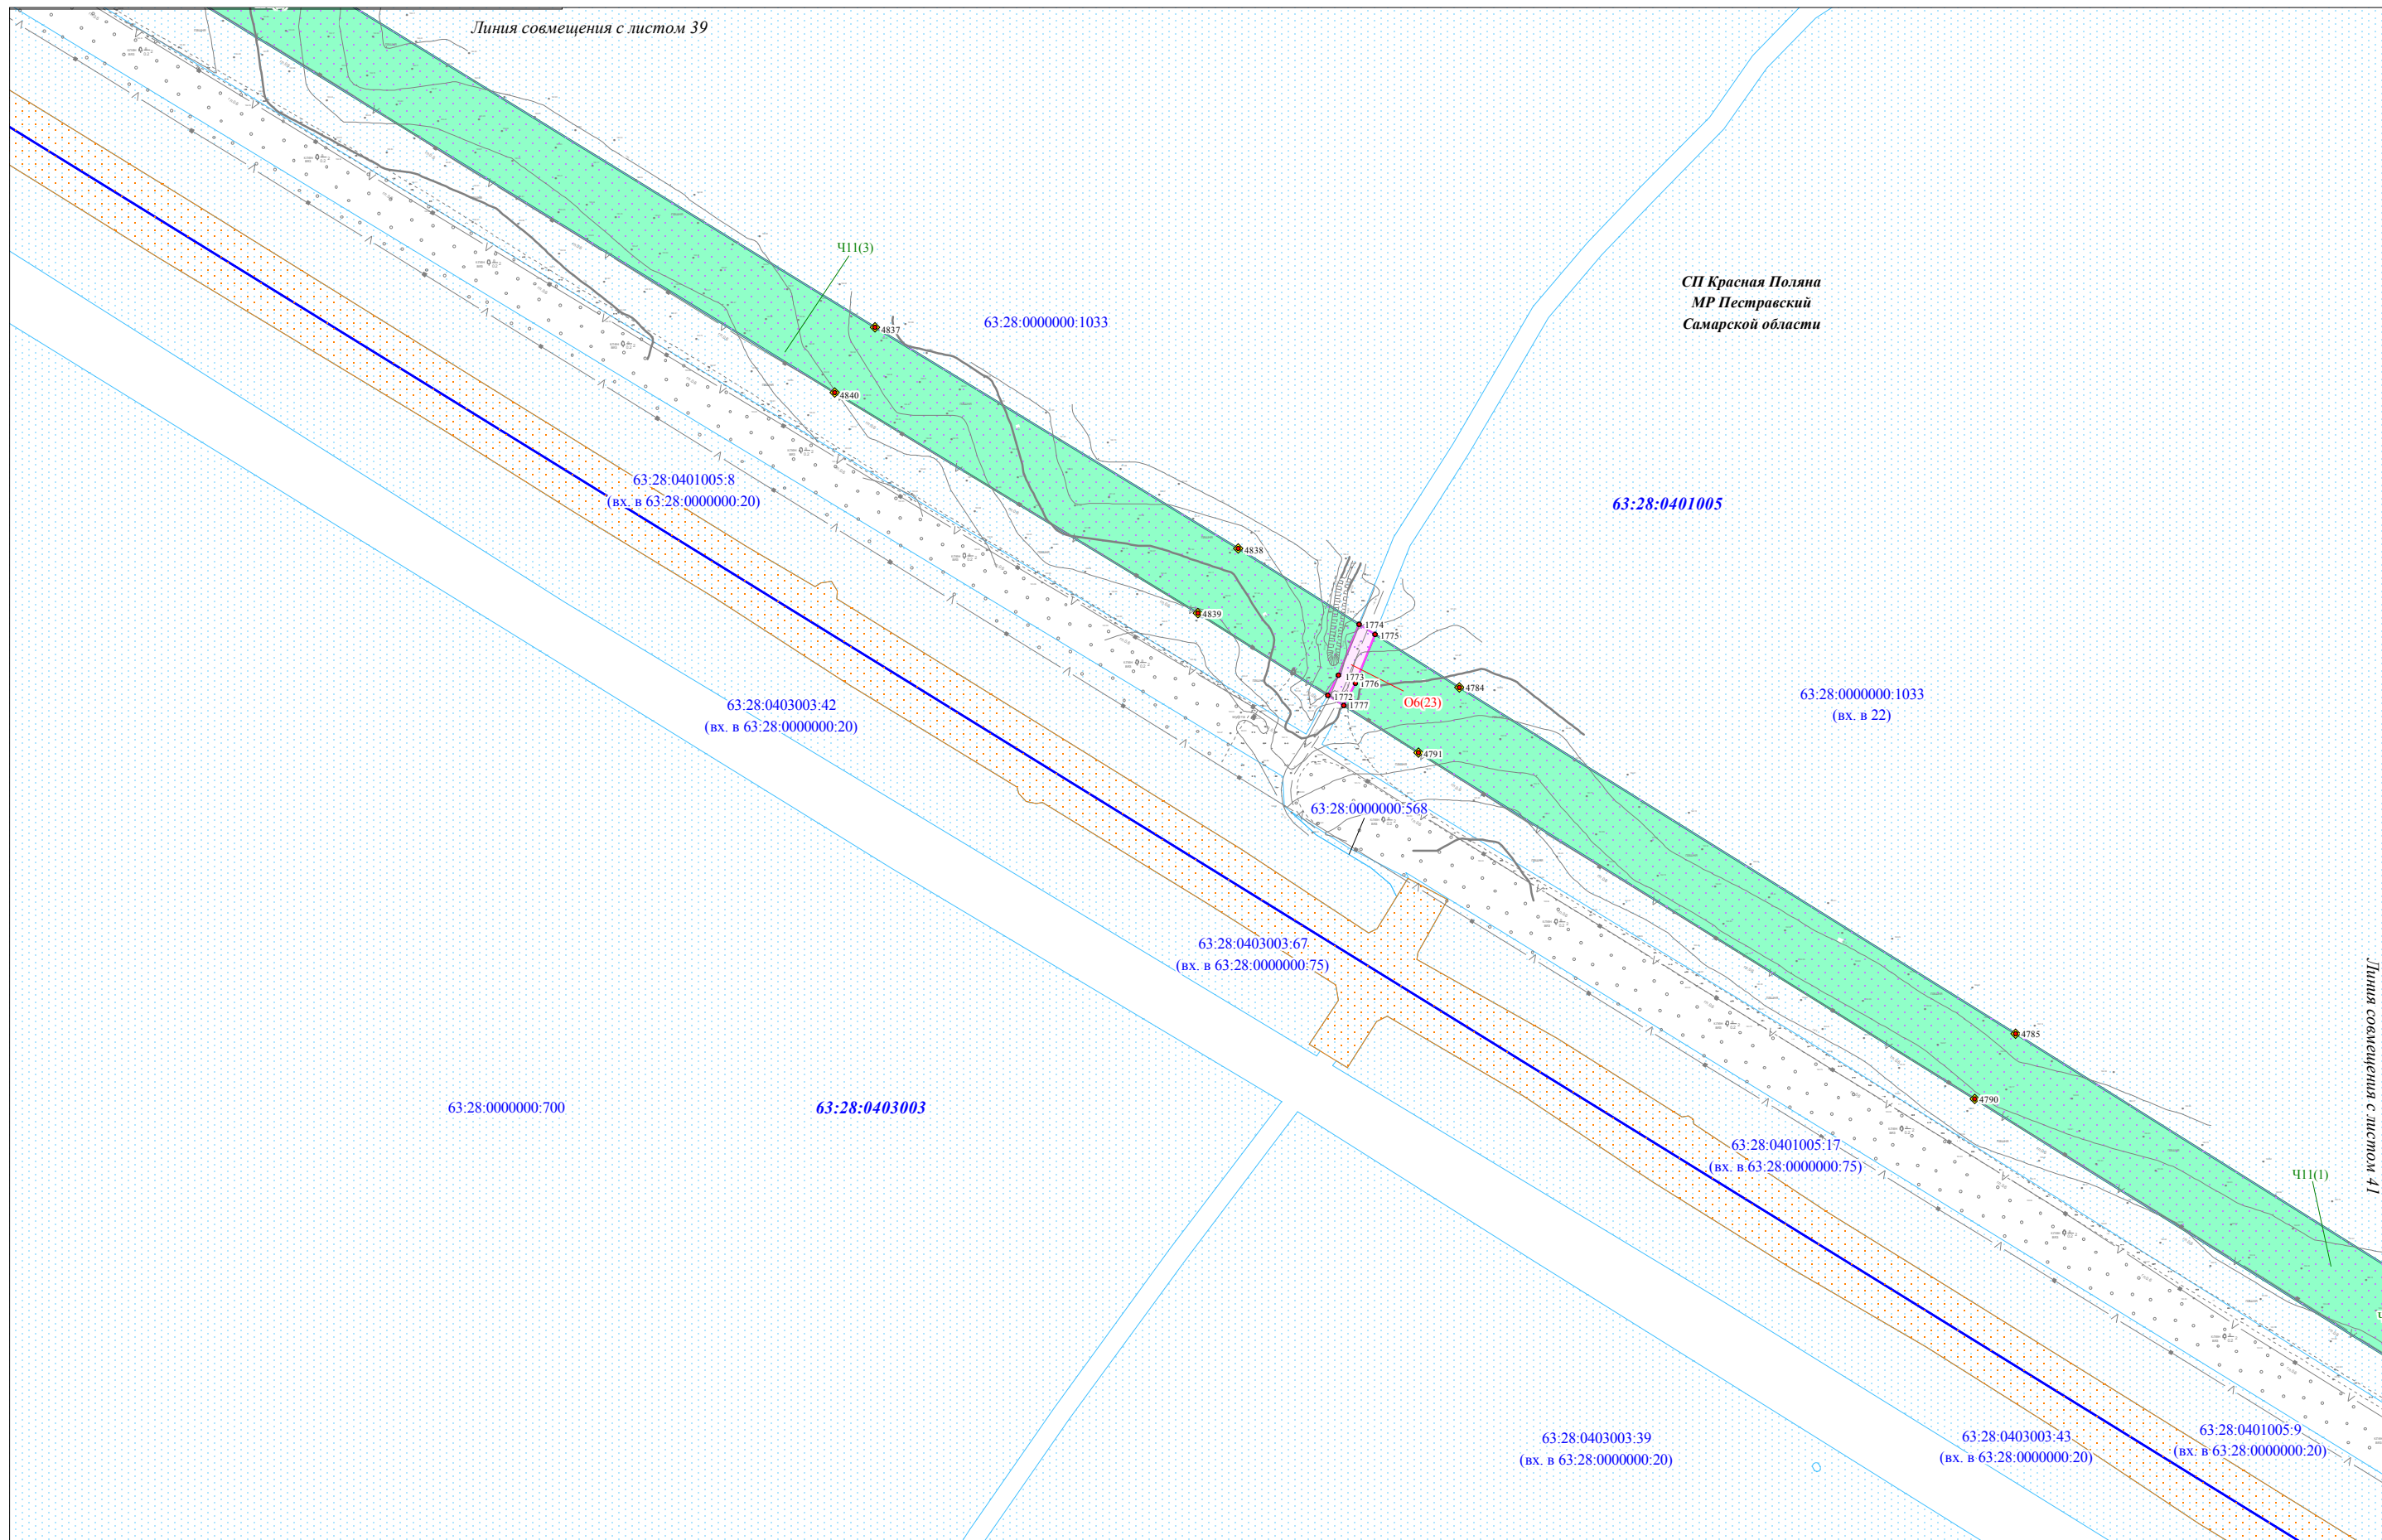 Линия совмещения с листом 39
Ч11(3)
СП Красная Поляна
МР Пестравский
Самарской области
63:28:0000000:1033
4837
4840
63:28:0401005:8
(вх. в 63:28:0000000:20)
63:28:0401005
4838
4839
1774
1775
1773
1776
1772
1777
О6(23)
4784
63:28:0000000:1033
(вх. в 22)
63:28:0403003:42
(вх. в 63:28:0000000:20)
4791
63:28:0000000:568
63:28:0403003:67
(вх. в 63:28:0000000:75)
Линия совмещения с листом 41
4785
4790
63:28:0000000:700
63:28:0403003
63:28:0401005:17
(вх. в 63:28:0000000:75)
Ч11(1)
63:28:0403003:39
(вх. в 63:28:0000000:20)
63:28:0403003:43
(вх. в 63:28:0000000:20)
63:28:0401005:9
(вх. в 63:28:0000000:20)